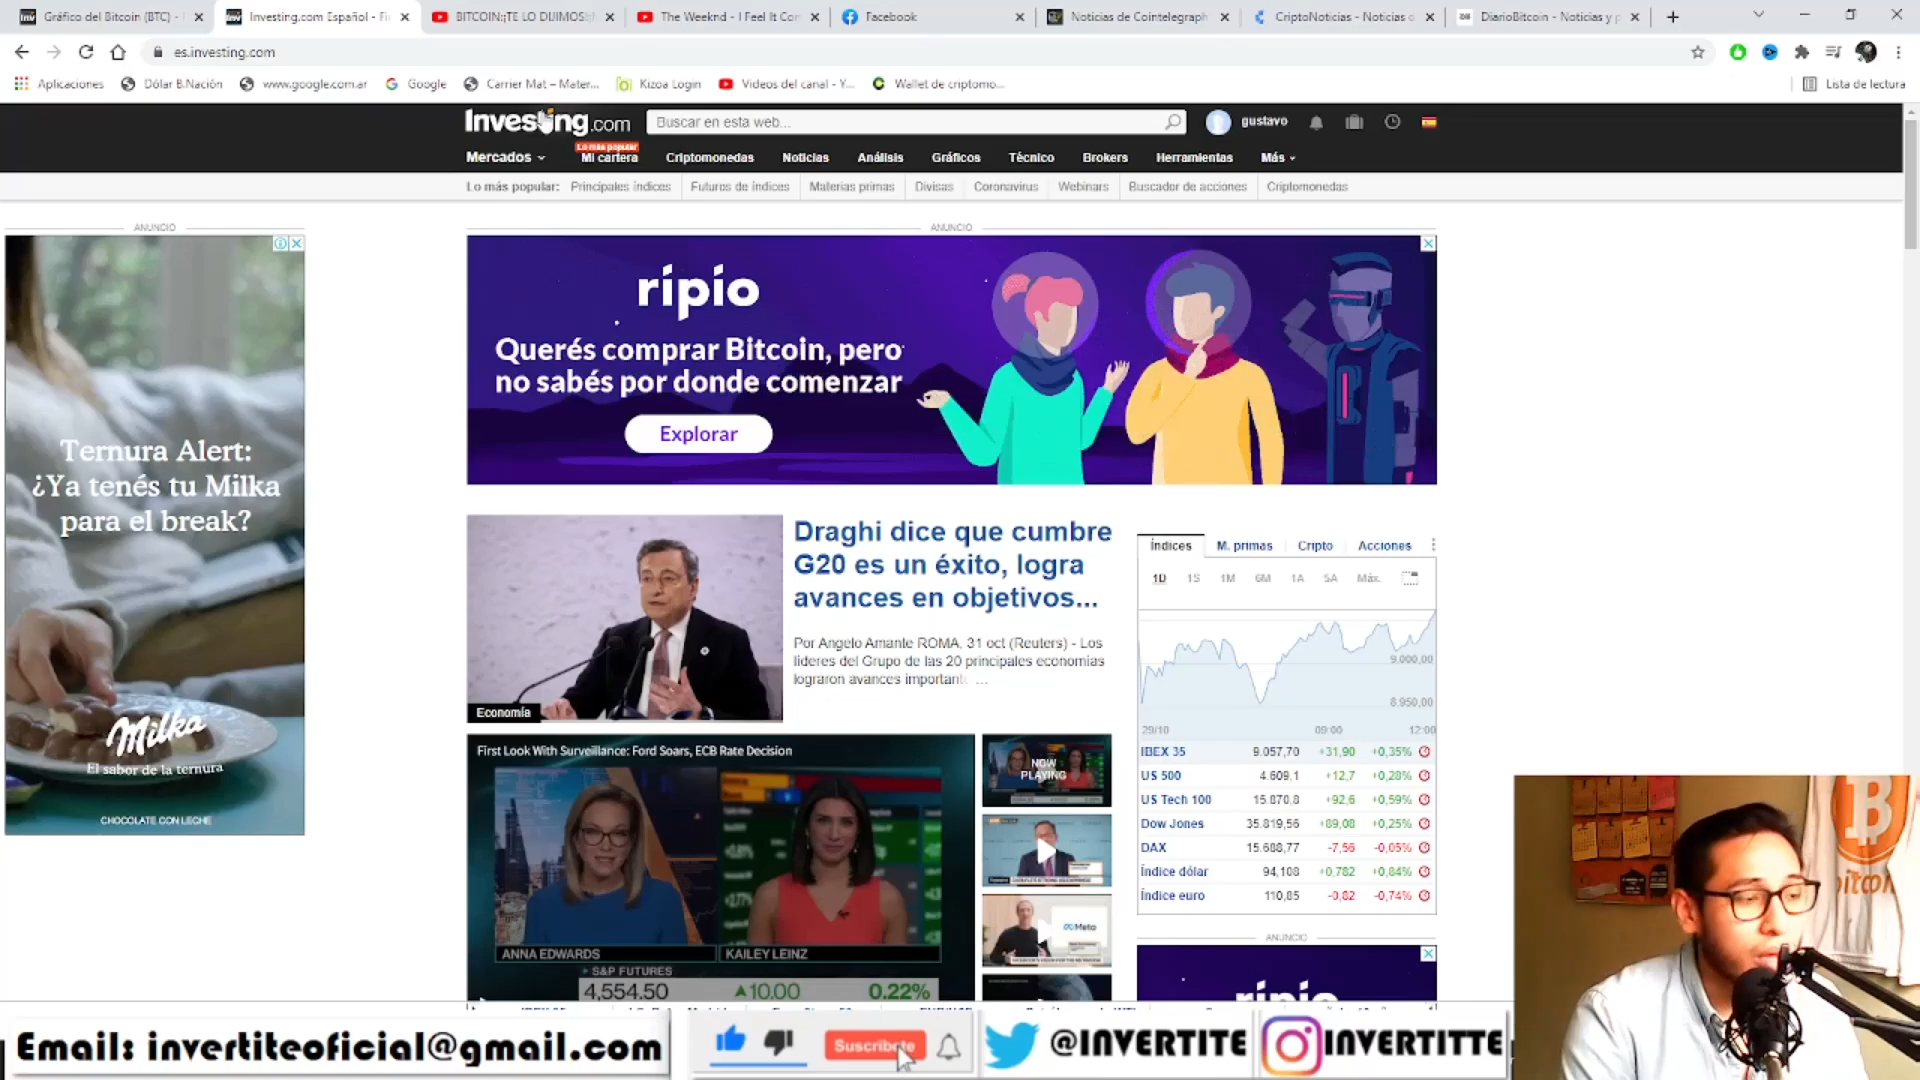 Gráfico del Bitcoin (BTC) -
Investing.com Español - Fi
BITCOIN:¡TE LO DIJIMOS!
The Weeknd - I Feel It Co
Facebook
Noticias de Cointelegraph
CriptoNoticias - Noticias
DiarioBitcoin - Noticias y
es.investing.com
Aplicaciones
Dólar B.Nación
www.google.com.ar
Google
Carrier Mat – Mater...
Kizoa Login
Videos del canal - Y...
Wallet de criptomo...
Lista de lectura
Investing.com
Buscar en esta web...
gustavo
Lo más popular
Mercados
Mi cartera
Criptomonedas
Noticias
Análisis
Gráficos
Técnico
Brokers
Herramientas
Más
Lo más popular:
Principales índices
Futuros de índices
Materias primas
Divisas
Coronavirus
Webinars
Buscador de acciones
Criptomonedas
ANUNCIO
ANUNCIO
ripio
Querés comprar Bitcoin, pero
no sabés por donde comenzar
Explorar
Ternura Alert:
¿Ya tenés tu Milka
para el break?
Milka
El sabor de la ternura
CHOCOLATE CON LECHE
Draghi dice que cumbre
G20 es un éxito, logra
avances en objetivos...
Por Angelo Amante ROMA, 31 oct (Reuters) - Los
líderes del Grupo de las 20 principales economías
lograron avances important ...
Economía
Índices
M. primas
Cripto
Acciones
1D 1S 1M 6M 1A 5A Máx.
9.000,00
8.950,00
29/10 09:00 12:00
IBEX 35 9.057,70 +31,90 +0,35%
US 500 4.609,1 +12,7 +0,28%
US Tech 100 15.870,8 +92,6 +0,59%
Dow Jones 35.819,56 +89,08 +0,25%
DAX 15.688,77 -7,56 -0,05%
Índice dólar 94,108 +0,782 +0,84%
Índice euro 110,85 -0,82 -0,74%
First Look With Surveillance: Ford Soars, ECB Rate Decision
NOW
PLAYING
Meta
ANNA EDWARDS
KAILEY LEINZ
S&P FUTURES
4,554.50 ▲10.00 0.22%
ANUNCIO
ripio
bitcoin
Email: invertiteoficial@gmail.com
Suscribete
@INVERTITE
INVERTITTE